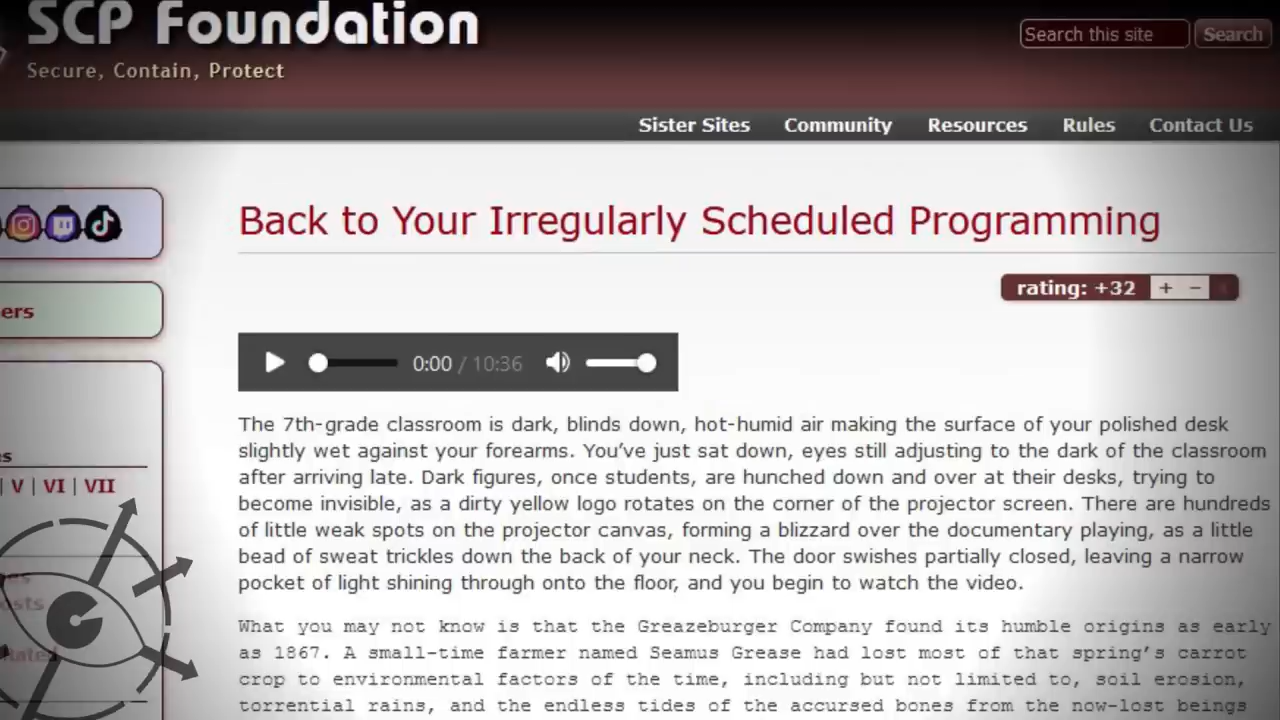 SCP Foundation
Secure, Contain, Protect
Search this site
Search
Sister Sites
Community
Resources
Rules
Contact Us
ers
V | VI | VII
Back to Your Irregularly Scheduled Programming
rating: +32
+
−
0:00 / 10:36
The 7th-grade classroom is dark, blinds down, hot-humid air making the surface of your polished desk
slightly wet against your forearms. You’ve just sat down, eyes still adjusting to the dark of the classroom
after arriving late. Dark figures, once students, are hunched down and over at their desks, trying to
become invisible, as a dirty yellow logo rotates on the corner of the projector screen. There are hundreds
of little weak spots on the projector canvas, forming a blizzard over the documentary playing, as a little
bead of sweat trickles down the back of your neck. The door swishes partially closed, leaving a narrow
pocket of light shining through onto the floor, and you begin to watch the video.
What you may not know is that the Greazeburger Company found its humble origins as early
as 1867. A small-time farmer named Seamus Grease had lost most of that spring’s carrot
crop to environmental factors of the time, including but not limited to, soil erosion,
torrential rains, and the endless tides of the accursed bones from the now-lost beings